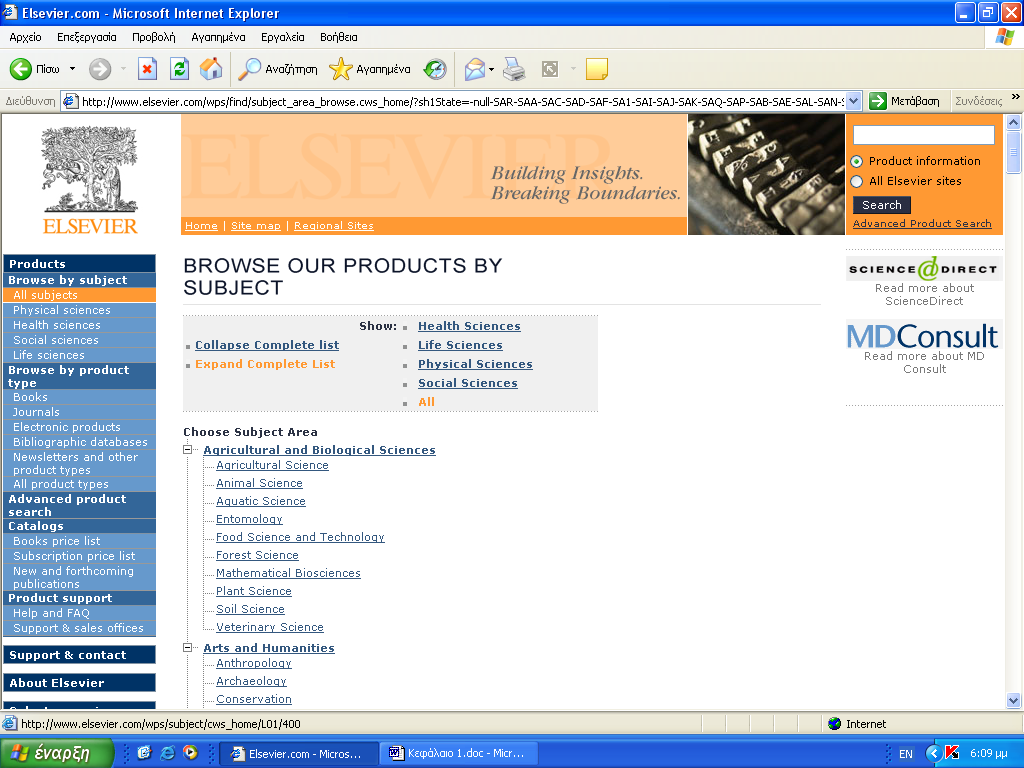 Elsevier.com - Microsoft Internet Explorer
Αρχείο Επεξεργασία Προβολή Αγαπημένα Εργαλεία Βοήθεια
Πίσω Αναζήτηση Αγαπημένα
Διεύθυνση http://www.elsevier.com/wps/find/subject_area_browse.cws_home/?sh1State=-null-SAR-SAA-SAC-SAD-SAF-SA1-SAI-SAJ-SAK-SAQ-SAP-SAB-SAE-SAL-SAN- Μετάβαση Συνδέσεις »
ELSEVIER
ELSEVIER
Building Insights.
Breaking Boundaries.
Home | Site map | Regional Sites
Product information
All Elsevier sites
Search
Advanced Product Search
Products
Browse by subject
All subjects
Physical sciences
Health sciences
Social sciences
Life sciences
Browse by product
type
Books
Journals
Electronic products
Bibliographic databases
Newsletters and other
product types
All product types
Advanced product
search
Catalogs
Books price list
Subscription price list
New and forthcoming
publications
Product support
Help and FAQ
Support & sales offices
Support & contact
About Elsevier
BROWSE OUR PRODUCTS BY
SUBJECT
Show:
Collapse Complete list
Expand Complete List
Health Sciences
Life Sciences
Physical Sciences
Social Sciences
All
Choose Subject Area
Agricultural and Biological Sciences
Agricultural Science
Animal Science
Aquatic Science
Entomology
Food Science and Technology
Forest Science
Mathematical Biosciences
Plant Science
Soil Science
Veterinary Science
Arts and Humanities
Anthropology
Archaeology
Conservation
SCIENCE @ DIRECT
Read more about
ScienceDirect
MDConsult
Read more about MD
Consult
http://www.elsevier.com/wps/subject/cws_home/L01/400 Internet
έναρξη Elsevier.com - Micros... Κεφάλαιο 1.doc - Micr... EN 6:09 μμ